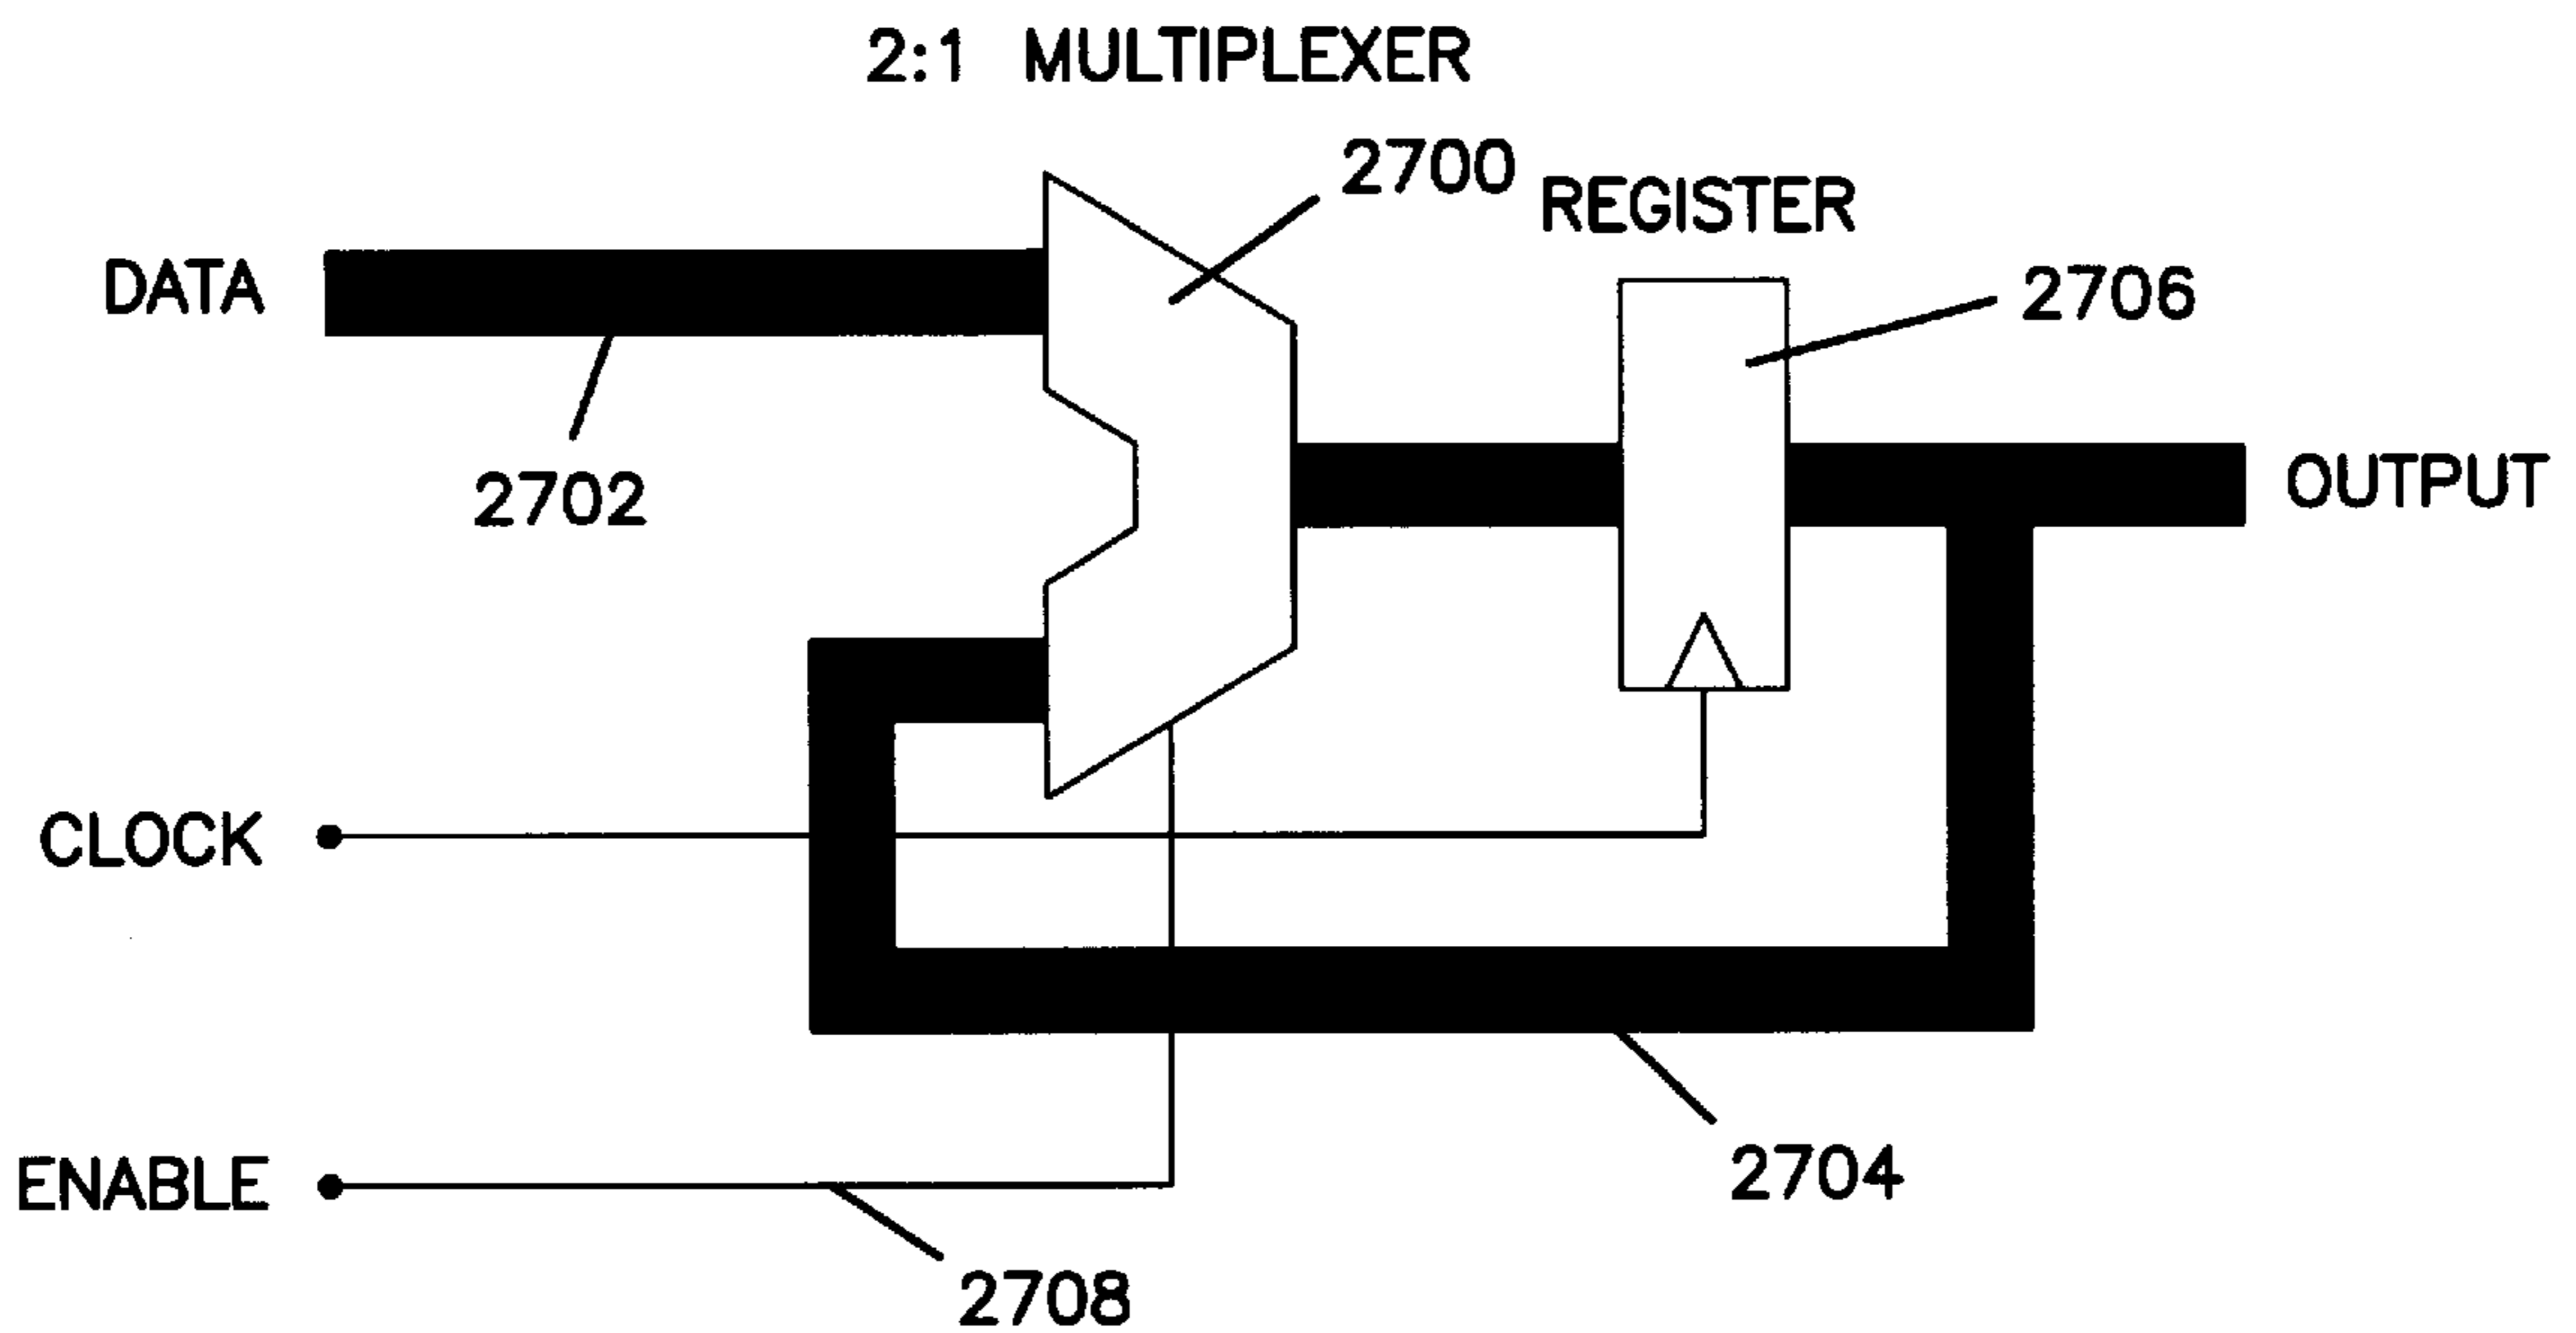 2:1 MULTIPLEXER
2700
REGISTER
DATA
2706
2702
OUTPUT
CLOCK
2704
ENABLE
2708